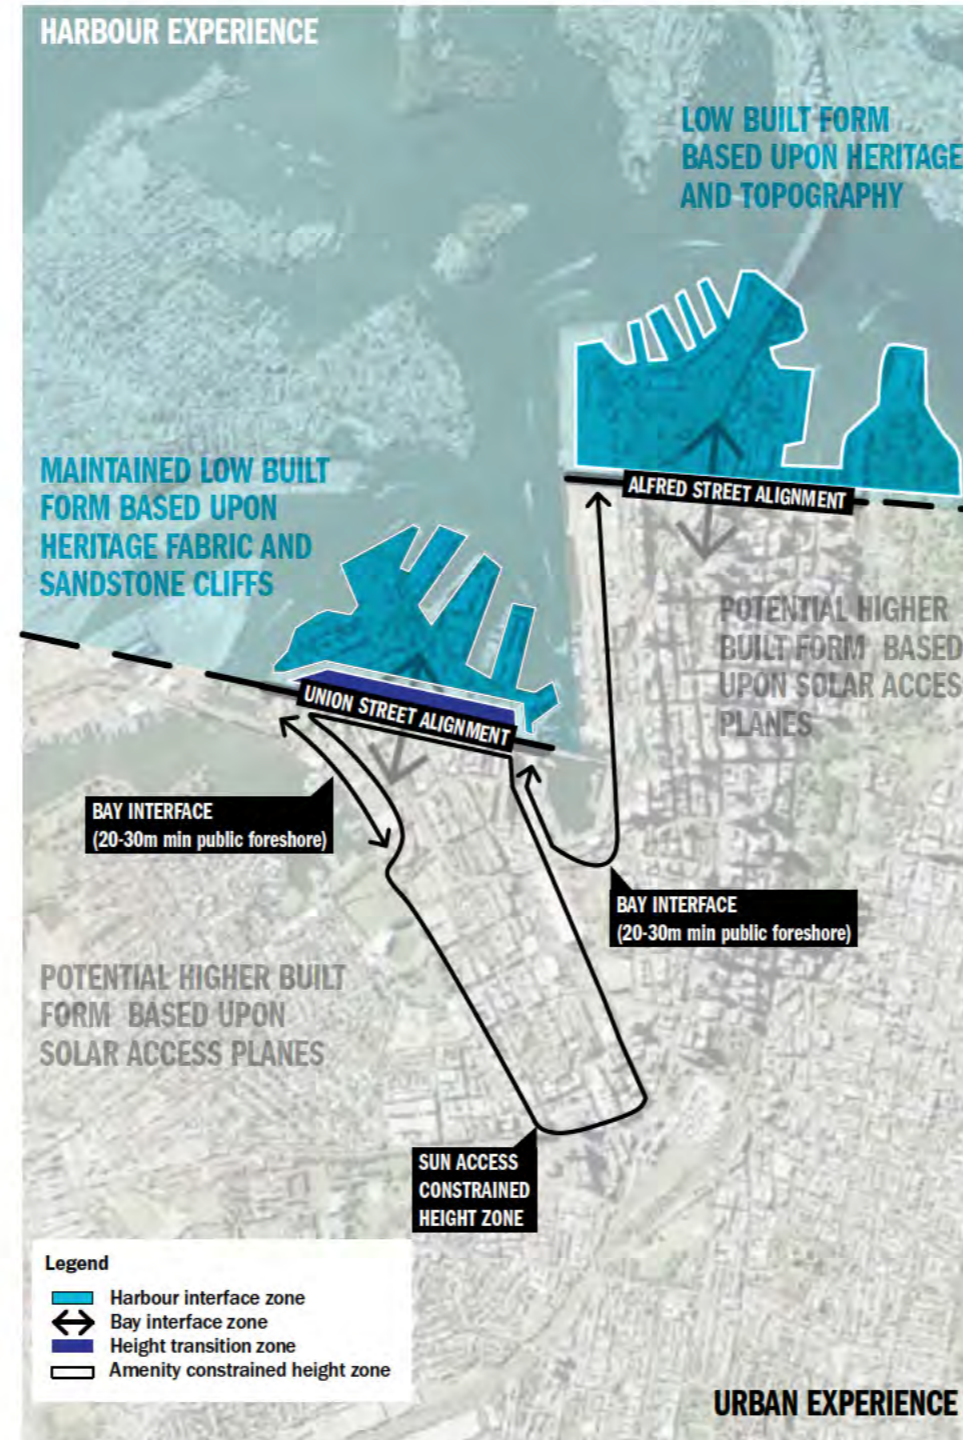 HARBOUR EXPERIENCE
LOW BUILT FORM
BASED UPON HERITAGE
AND TOPOGRAPHY
MAINTAINED LOW BUILT
FORM BASED UPON
HERITAGE FABRIC AND
SANDSTONE CLIFFS
ALFRED STREET ALIGNMENT
POTENTIAL HIGHER
BUILT FORM BASED
UPON SOLAR ACCES
PLANES
UNION STREET ALIGNMENT
BAY INTERFACE
(20-30m min public foreshore)
BAY INTERFACE
(20-30m min public foreshore)
POTENTIAL HIGHER BUILT
FORM BASED UPON
SOLAR ACCESS PLANES
SUN ACCESS
CONSTRAINED
HEIGHT ZONE
Legend
Harbour interface zone
Bay interface zone
Height transition zone
Amenity constrained height zone
URBAN EXPERIENCE